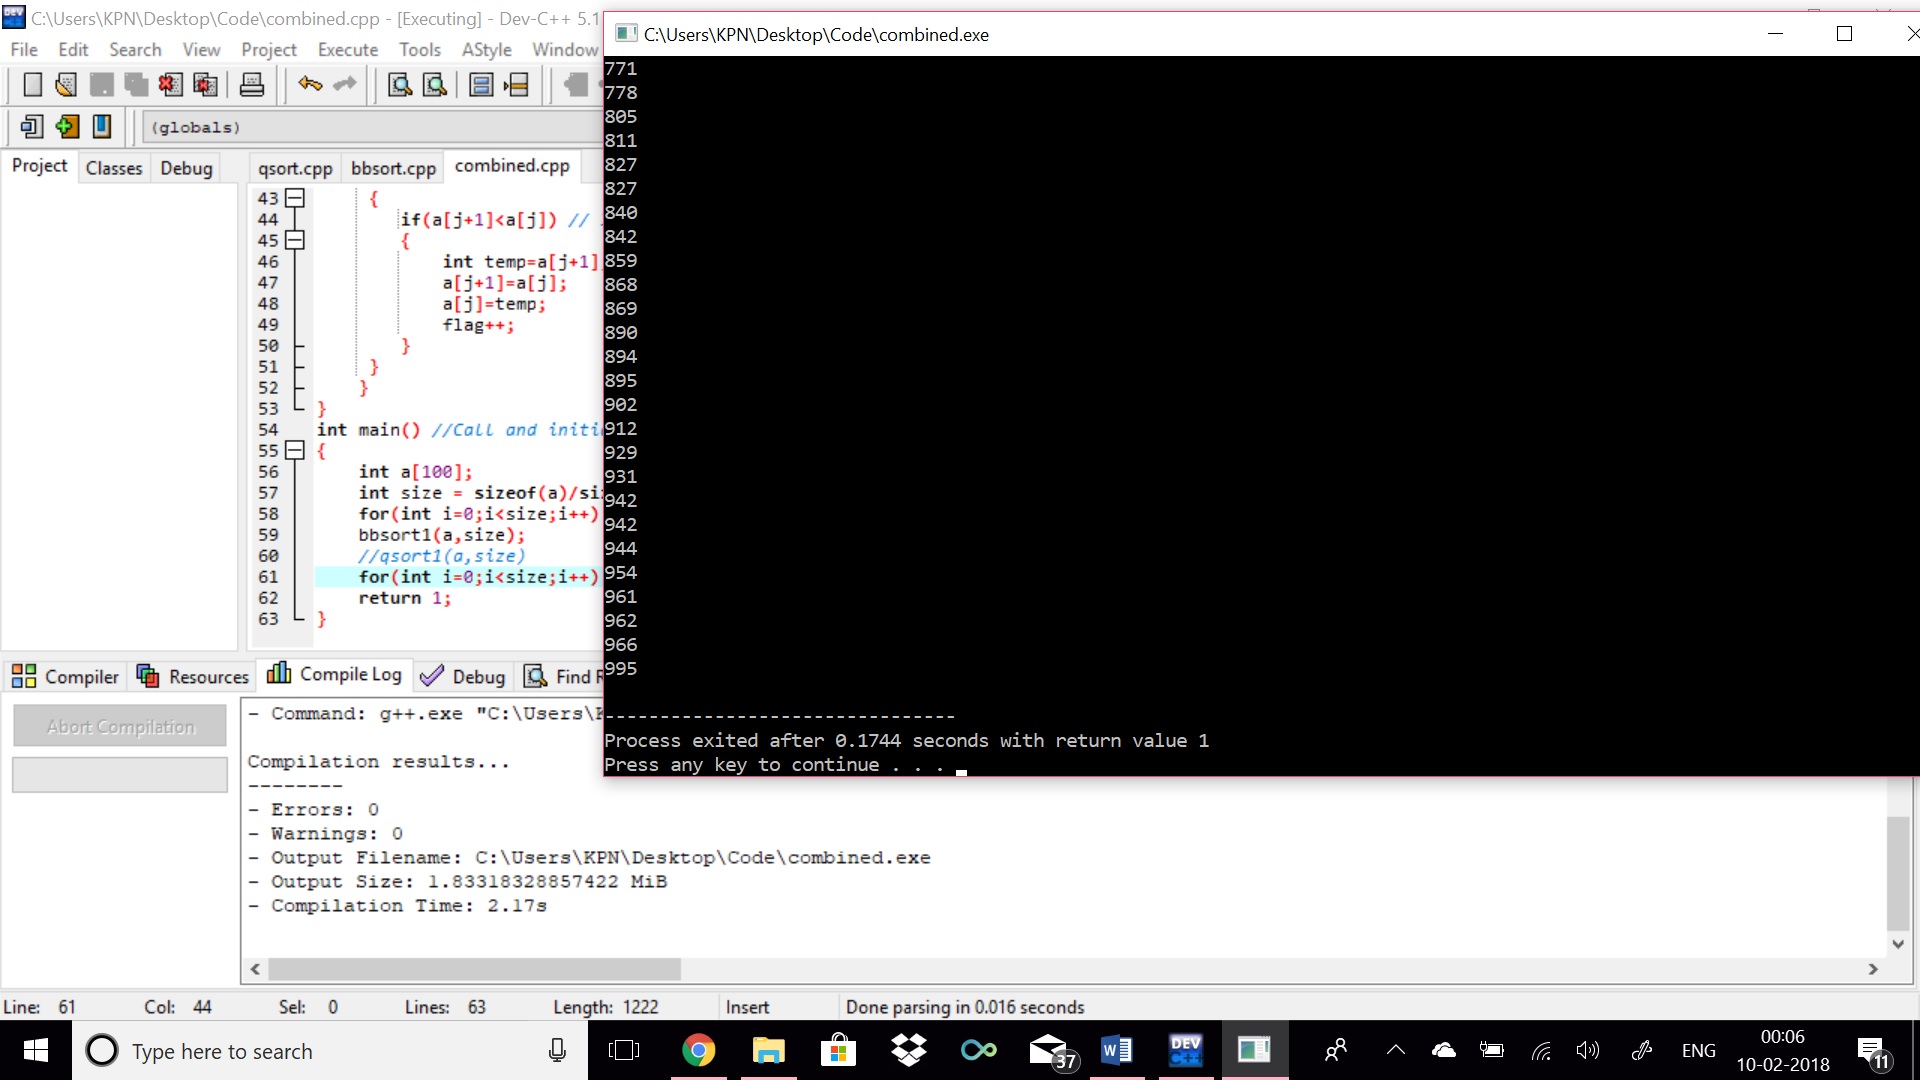 C:\Users\KPN\Desktop\Code\combined.cpp - [Executing] - Dev-C++ 5.1
File Edit Search View Project Execute Tools AStyle Window
(globals)
Project Classes Debug
qsort.cpp bbsort.cpp combined.cpp
43 {
44 if(a[j+1]<a[j]) //
45 {
46 int temp=a[j+1]
47 a[j+1]=a[j];
48 a[j]=temp;
49 flag++;
50 }
51 }
52 }
53 }
54 int main() //Call and initi
55 {
56 int a[100];
57 int size = sizeof(a)/si
58 for(int i=0;i<size;i++)
59 bbsort1(a,size);
60 //qsort1(a,size)
61 for(int i=0;i<size;i++)
62 return 1;
63 }
C:\Users\KPN\Desktop\Code\combined.exe
771
778
805
811
827
827
840
842
859
868
869
890
894
895
902
912
929
931
942
942
944
954
961
962
966
995
--------------------------------
Process exited after 0.1744 seconds with return value 1
Press any key to continue . . .
Compiler Resources Compile Log Debug Find R
Abort Compilation
- Command: g++.exe "C:\Users\K
Compilation results...
--------
- Errors: 0
- Warnings: 0
- Output Filename: C:\Users\KPN\Desktop\Code\combined.exe
- Output Size: 1.83318328857422 MiB
- Compilation Time: 2.17s
Line: 61 Col: 44 Sel: 0 Lines: 63 Length: 1222 Insert Done parsing in 0.016 seconds
Type here to search
37
W
DEV C++
ENG
00:06
10-02-2018
11